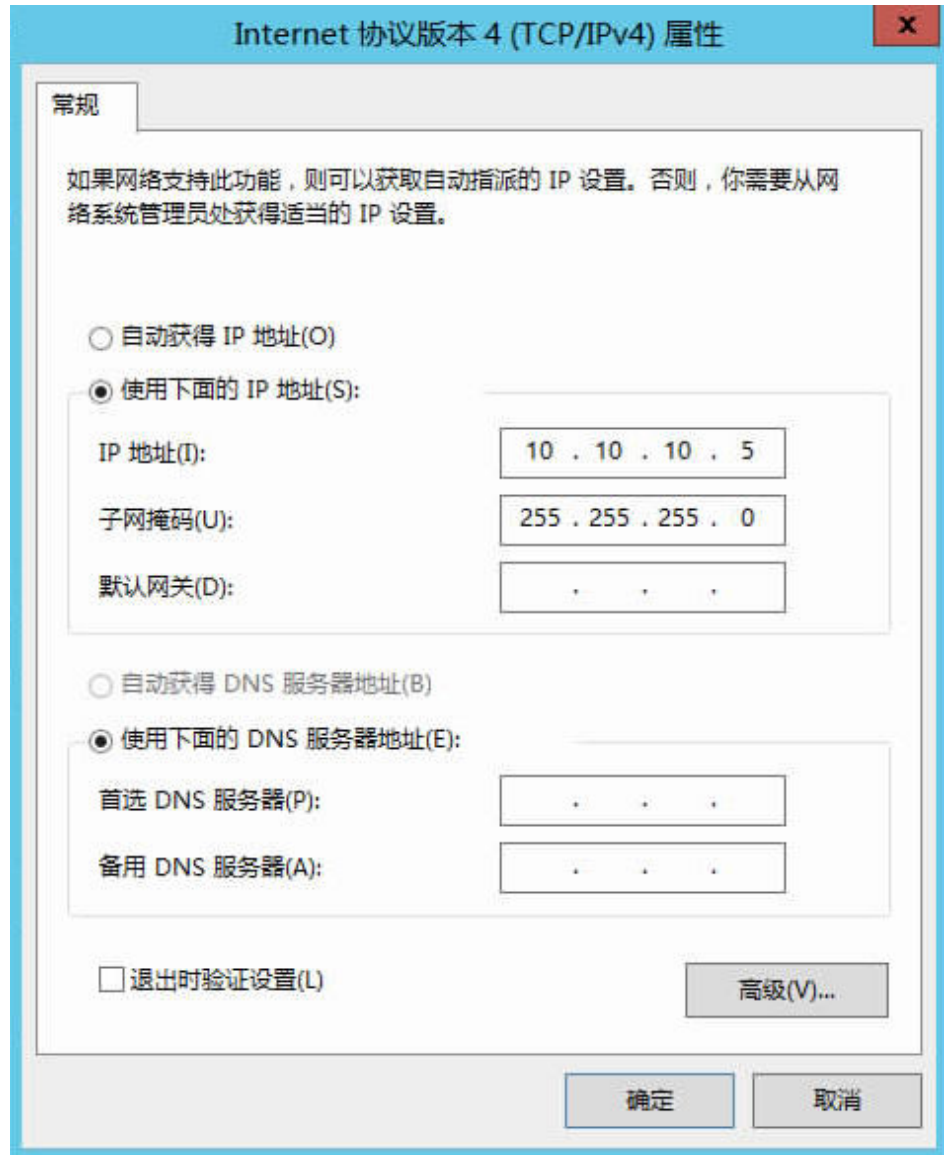 Internet 协议版本 4 (TCP/IPv4) 属性
x
常规
如果网络支持此功能，则可以获取自动指派的 IP 设置。否则，你需要从网
络系统管理员处获得适当的 IP 设置。
自动获得 IP 地址(O)
使用下面的 IP 地址(S):
IP 地址(I): 10 . 10 . 10 . 5
子网掩码(U): 255 . 255 . 255 . 0
默认网关(D): . . .
自动获得 DNS 服务器地址(B)
使用下面的 DNS 服务器地址(E):
首选 DNS 服务器(P): . . .
备用 DNS 服务器(A): . . .
退出时验证设置(L)
高级(V)...
确定 取消